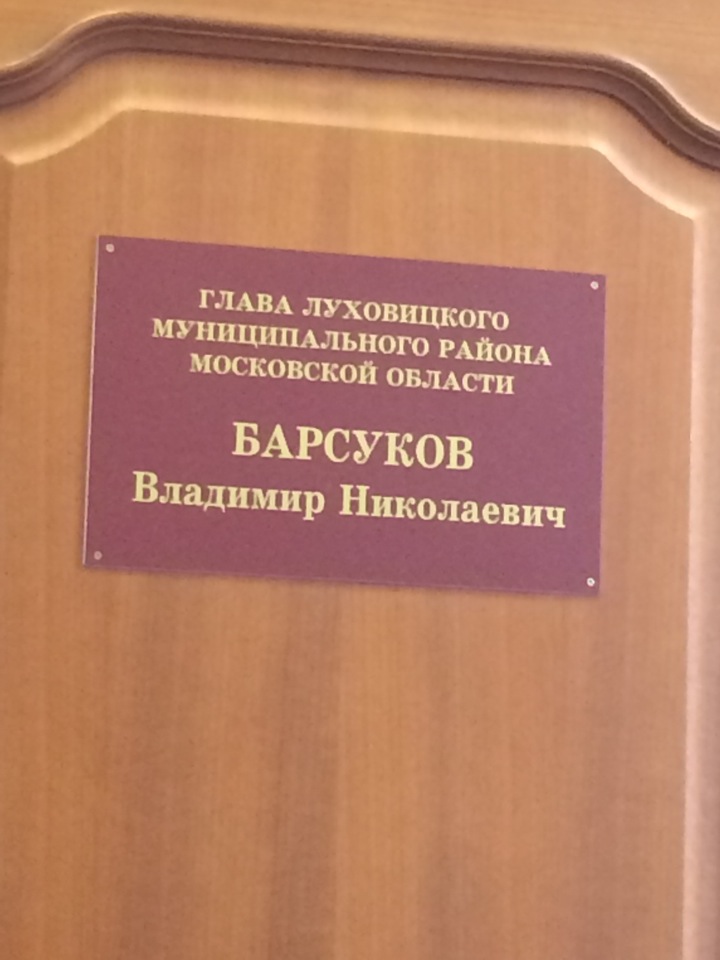 ГЛАВА ЛУХОВИЦКОГО
МУНИЦИПАЛЬНОГО РАЙОНА
МОСКОВСКОЙ ОБЛАСТИ
БАРСУКОВ
Владимир Николаевич